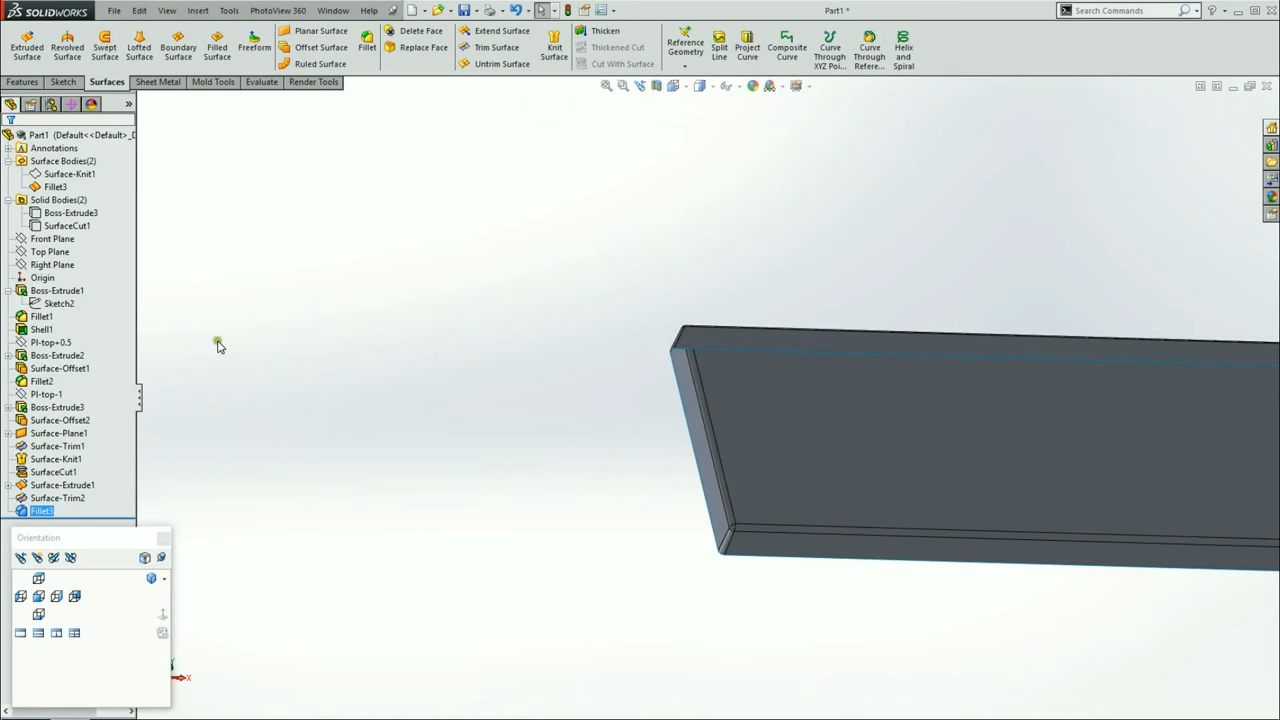 SOLIDWORKS File Edit View Insert Tools PhotoView 360 Window Help Part1 * Search Commands
Extruded Surface
Revolved Surface
Swept Surface
Lofted Surface
Boundary Surface
Filled Surface
Freeform
Planar Surface
Offset Surface
Ruled Surface
Fillet
Delete Face
Replace Face
Extend Surface
Trim Surface
Untrim Surface
Knit Surface
Thicken
Thickened Cut
Cut With Surface
Reference Geometry
Split Line
Project Curve
Composite Curve
Curve Through XYZ Poi...
Curve Through Refere...
Helix and Spiral
Features Sketch Surfaces Sheet Metal Mold Tools Evaluate Render Tools
Part1 (Default<<Default>_D
Annotations
Surface Bodies(2)
Surface-Knit1
Fillet3
Solid Bodies(2)
Boss-Extrude3
SurfaceCut1
Front Plane
Top Plane
Right Plane
Origin
Boss-Extrude1
Sketch2
Fillet1
Shell1
Pl-top+0.5
Boss-Extrude2
Surface-Offset1
Fillet2
Pl-top-1
Boss-Extrude3
Surface-Offset2
Surface-Plane1
Surface-Trim1
Surface-Knit1
SurfaceCut1
Surface-Extrude1
Surface-Trim2
Fillet3
Orientation
X